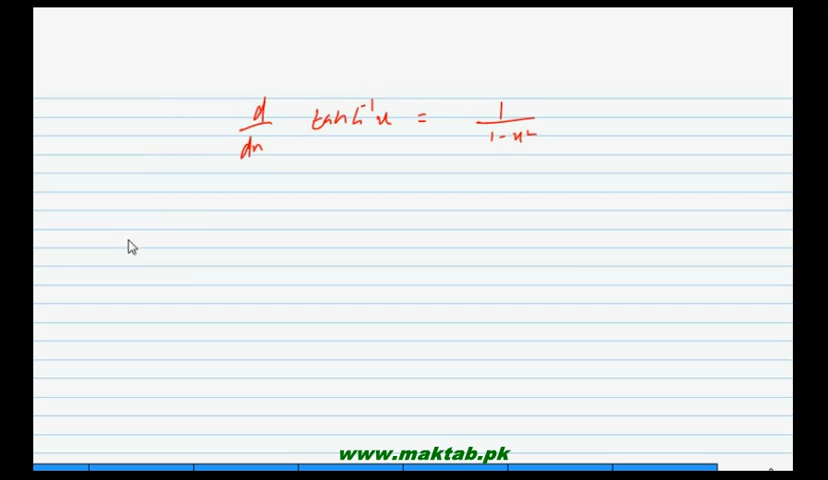 d/dx tanh⁻¹x = 1/(1-x²)
www.maktab.pk